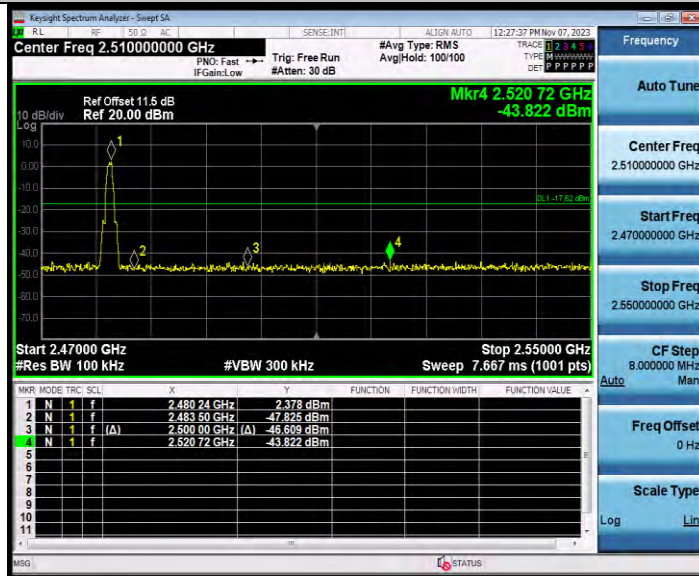 Keysight Spectrum Analyzer - Swept SA
RL RF 50 Ω AC SENSE:INT ALIGN AUTO 12:27:37 PM Nov 07, 2023
Center Freq 2.510000000 GHz
PNO: Fast Trig: Free Run
IFGain:Low #Atten: 30 dB
#Avg Type: RMS
Avg|Hold: 100/100
TRACE 1 2 3 4 5 6
TYPE M
DET P P P P P P
Frequency
Mkr4 2.520 72 GHz
-43.822 dBm
Ref Offset 11.5 dB
10 dB/div Ref 20.00 dBm
Log
10.0
0.00
-10.0
-20.0
-30.0
-40.0
-50.0
-60.0
-70.0
1
2
3
4
DL1 -17.62 dBm
Start 2.47000 GHz Stop 2.55000 GHz
#Res BW 100 kHz #VBW 300 kHz Sweep 7.667 ms (1001 pts)
MKR MODE TRC SCL X Y FUNCTION FUNCTION WIDTH FUNCTION VALUE
1 N 1 f 2.480 24 GHz 2.378 dBm
2 N 1 f 2.483 50 GHz -47.825 dBm
3 N 1 f (Δ) 2.500 00 GHz (Δ) -46.609 dBm
4 N 1 f 2.520 72 GHz -43.822 dBm
5
6
7
8
9
10
11
MSG STATUS
Auto Tune
Center Freq
2.510000000 GHz
Start Freq
2.470000000 GHz
Stop Freq
2.550000000 GHz
CF Step
8.000000 MHz
Auto Man
Freq Offset
0 Hz
Scale Type
Log Lin